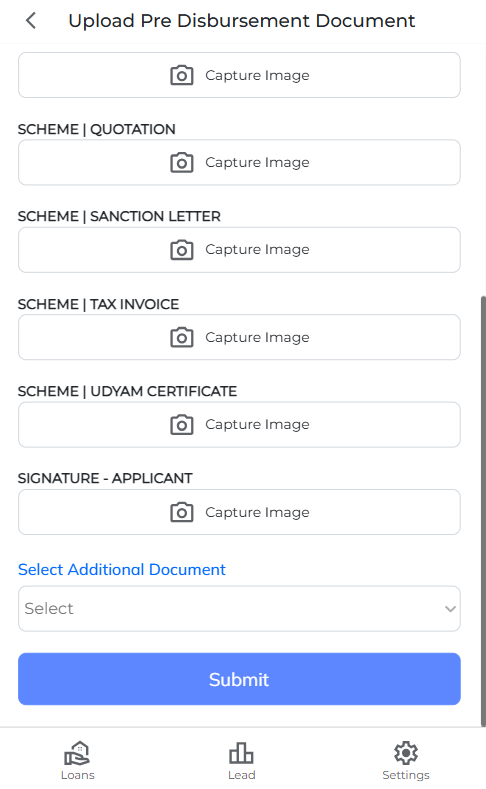 Upload Pre Disbursement Document
Capture Image
SCHEME | QUOTATION
Capture Image
SCHEME | SANCTION LETTER
Capture Image
SCHEME | TAX INVOICE
Capture Image
SCHEME | UDYAM CERTIFICATE
Capture Image
SIGNATURE - APPLICANT
Capture Image
Select Additional Document
Select
Submit
Loans
Lead
Settings